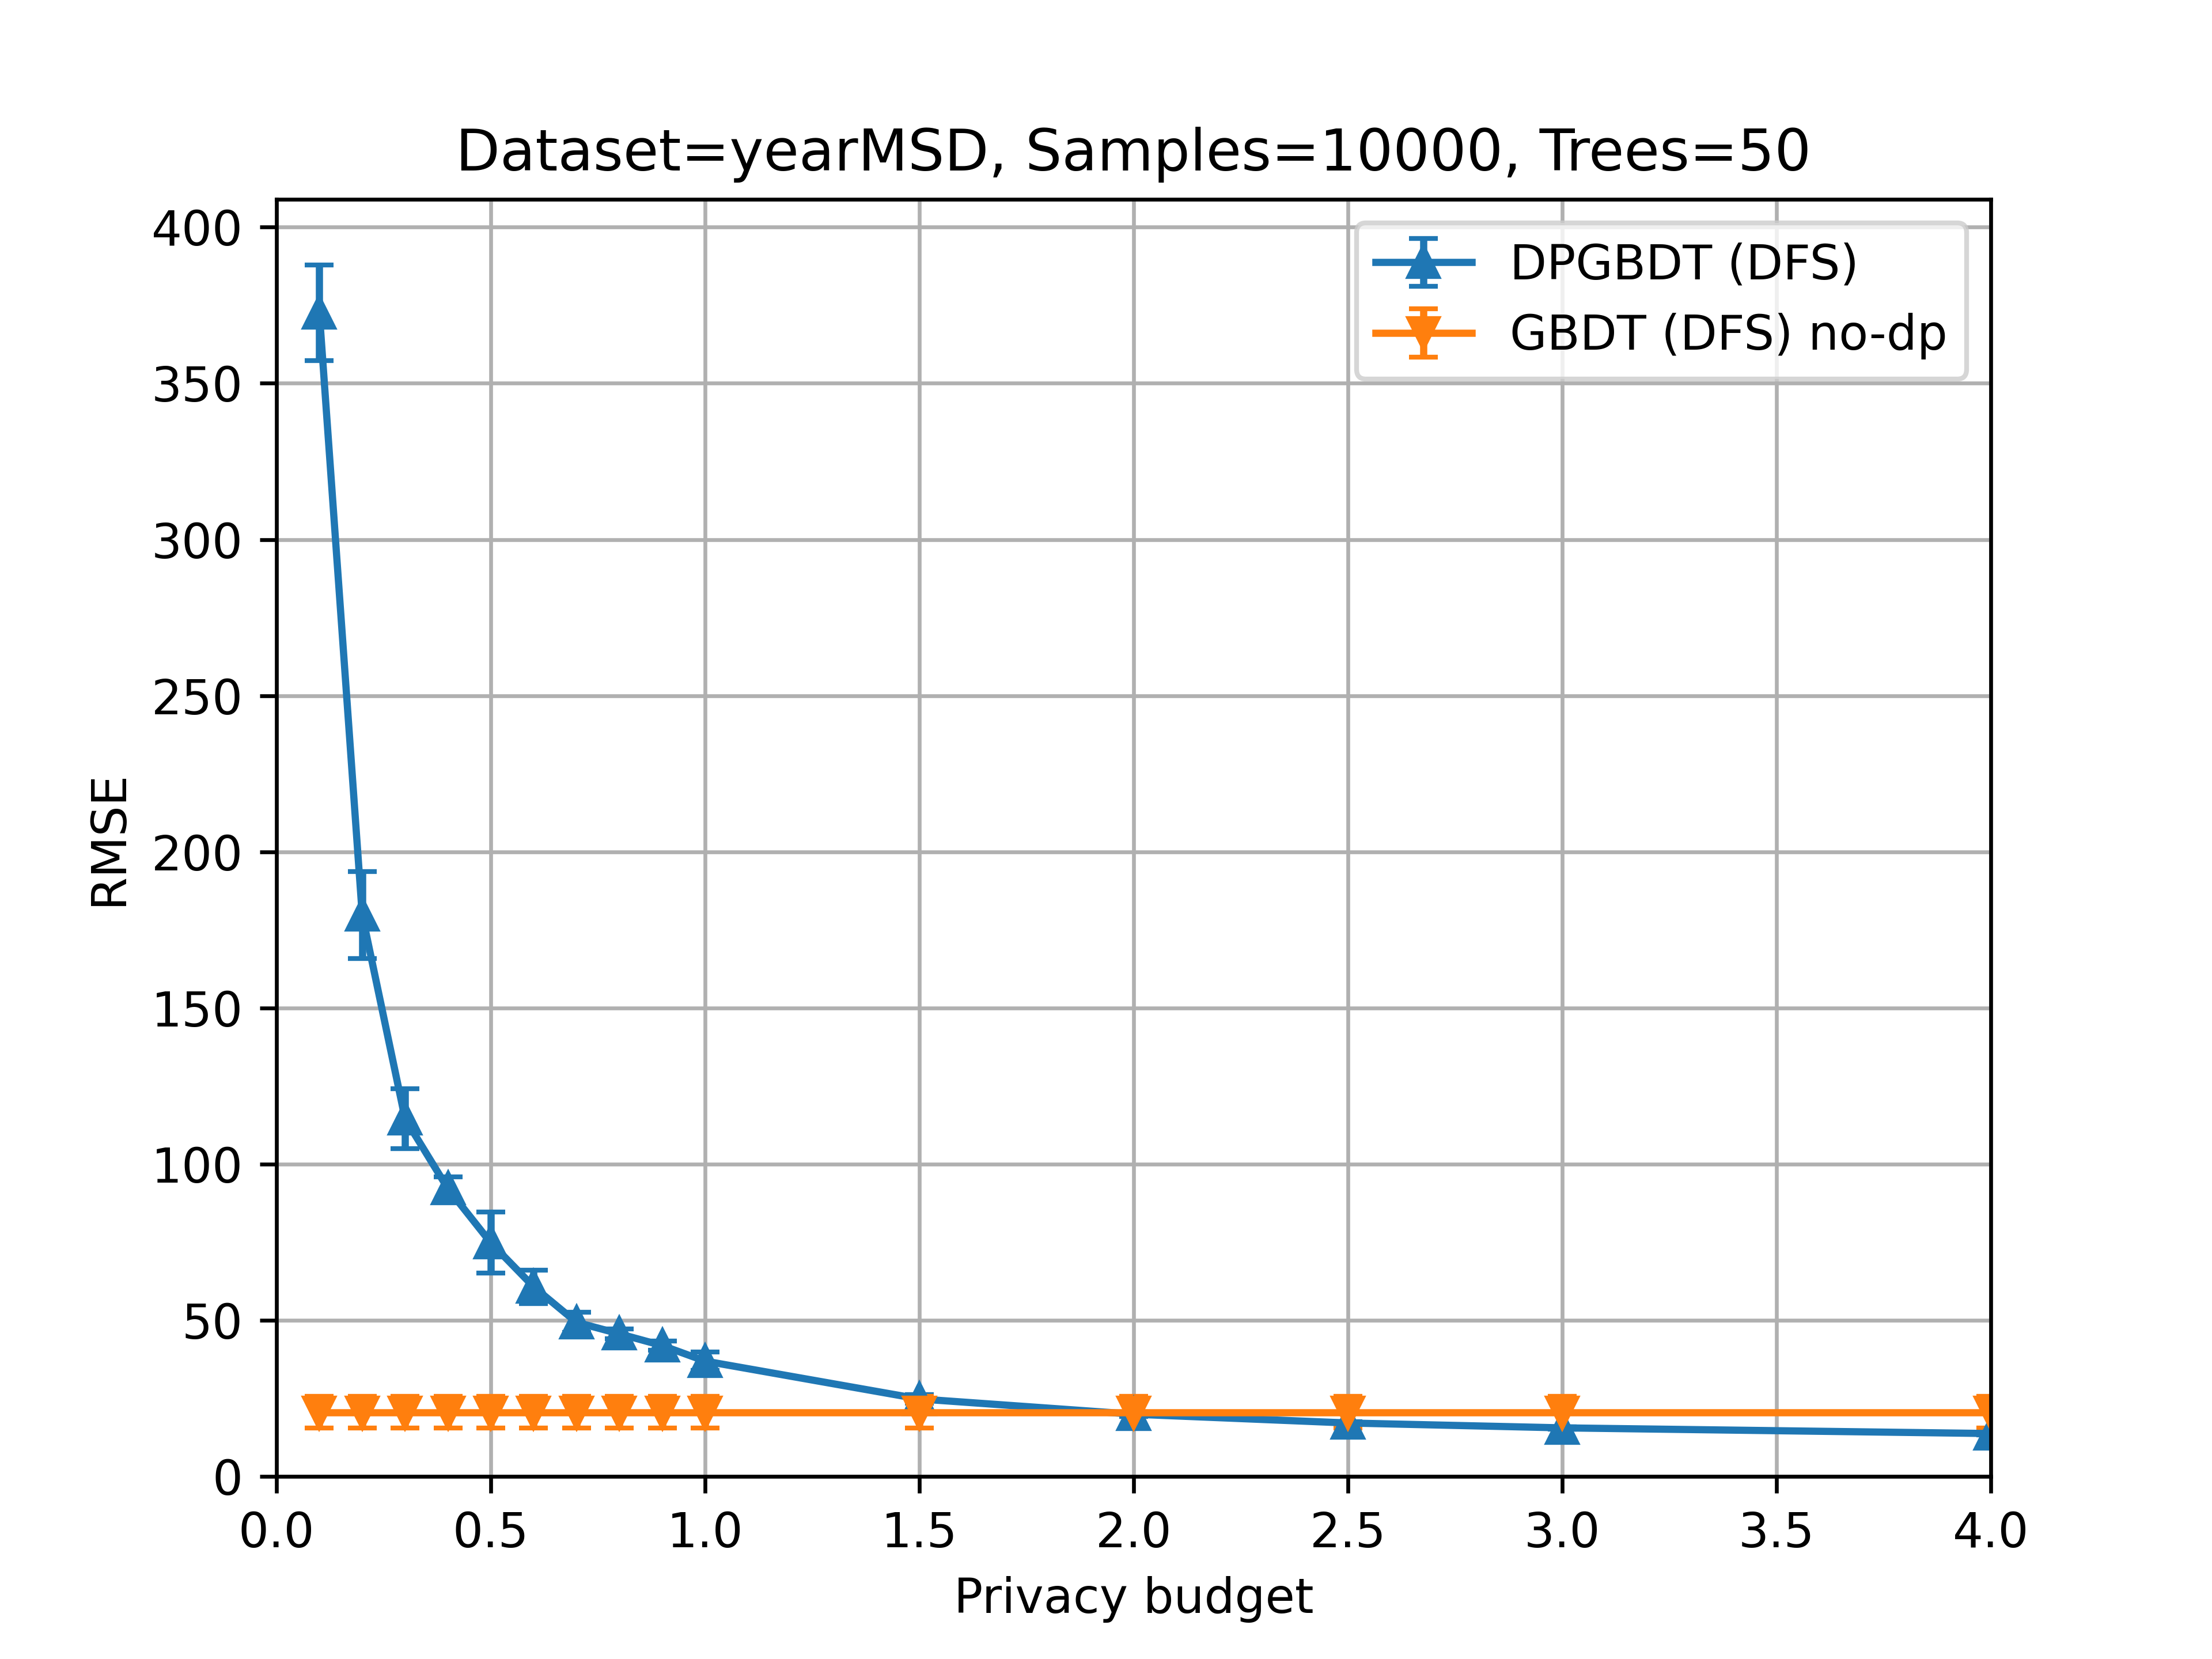 Dataset=yearMSD, Samples=10000, Trees=50
DPGBDT (DFS)
GBDT (DFS) no-dp
400
350
300
250
200
150
100
50
0
RMSE
0.0 0.5 1.0 1.5 2.0 2.5 3.0 3.5 4.0
Privacy budget